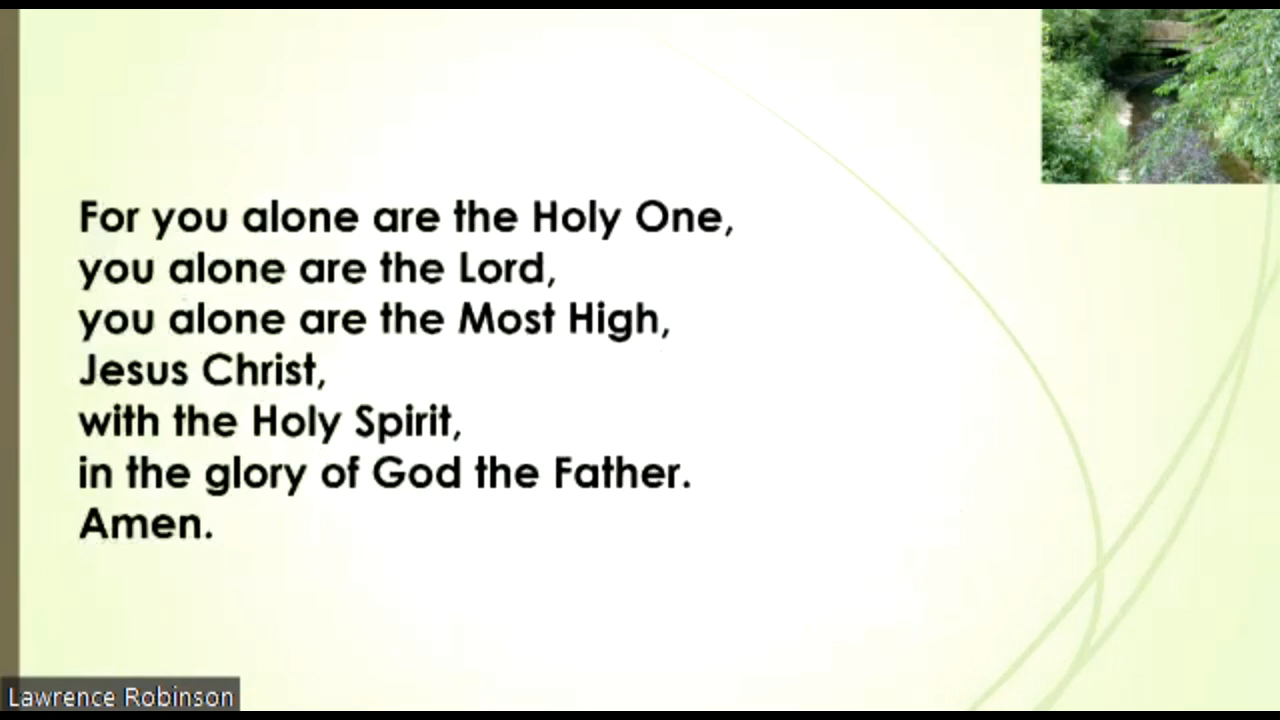 For you alone are the Holy One,
you alone are the Lord,
you alone are the Most High,
Jesus Christ,
with the Holy Spirit,
in the glory of God the Father.
Amen.
Lawrence Robinson